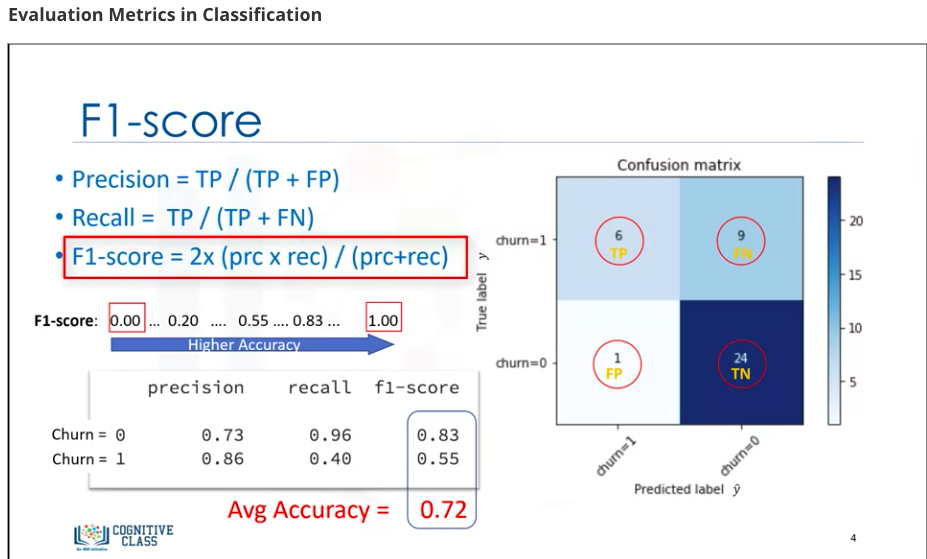 Evaluation Metrics in Classification
F1-score
• Precision = TP / (TP + FP)
• Recall = TP / (TP + FN)
• F1-score = 2x (prc x rec) / (prc+rec)
F1-score: 0.00 ... 0.20 .... 0.55 .... 0.83 ... 1.00
Higher Accuracy
precision recall f1-score
Churn = 0 0.73 0.96 0.83
Churn = 1 0.86 0.40 0.55
Avg Accuracy = 0.72
Confusion matrix
True label y
churn=1
6
TP
9
FN
churn=0
1
FP
24
TN
churn=1
churn=0
Predicted label ŷ
20
15
10
5
COGNITIVE
CLASS
An IBM Initiative
4